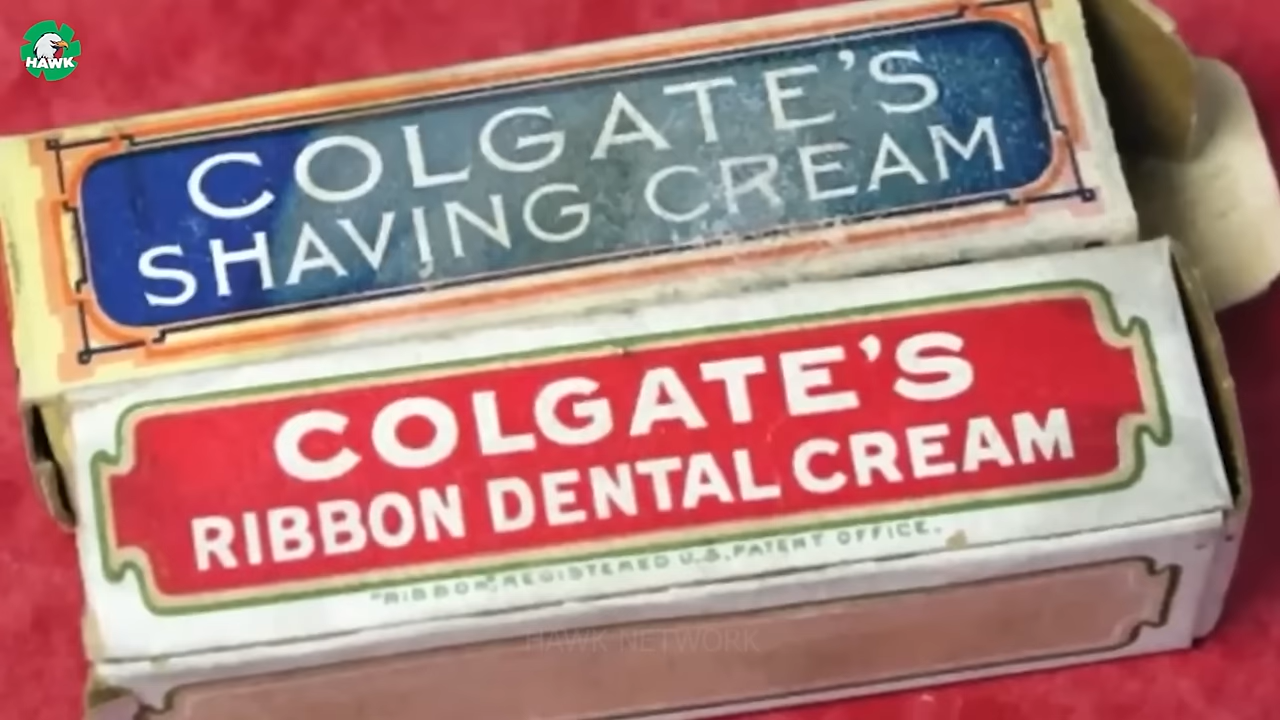 HAWK
COLGATE'S
SHAVING CREAM
COLGATE'S
RIBBON DENTAL CREAM
"RIBBON" REGISTERED U.S. PATENT OFFICE.
HAWK NETWORK